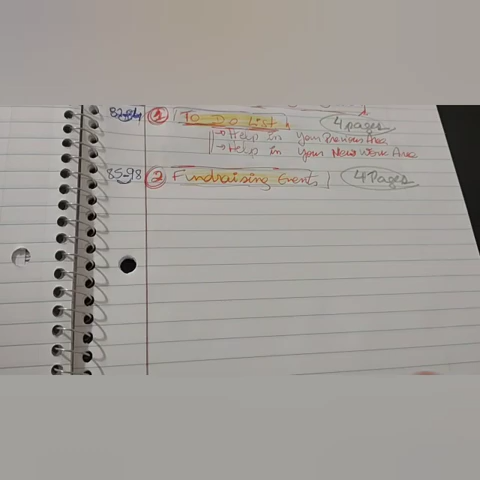 82-84 ① To Do List 4 pages
→ Help in Your Previous Area
→ Help in Your New Work Area
85-98 ② Fundraising Events 4 Pages